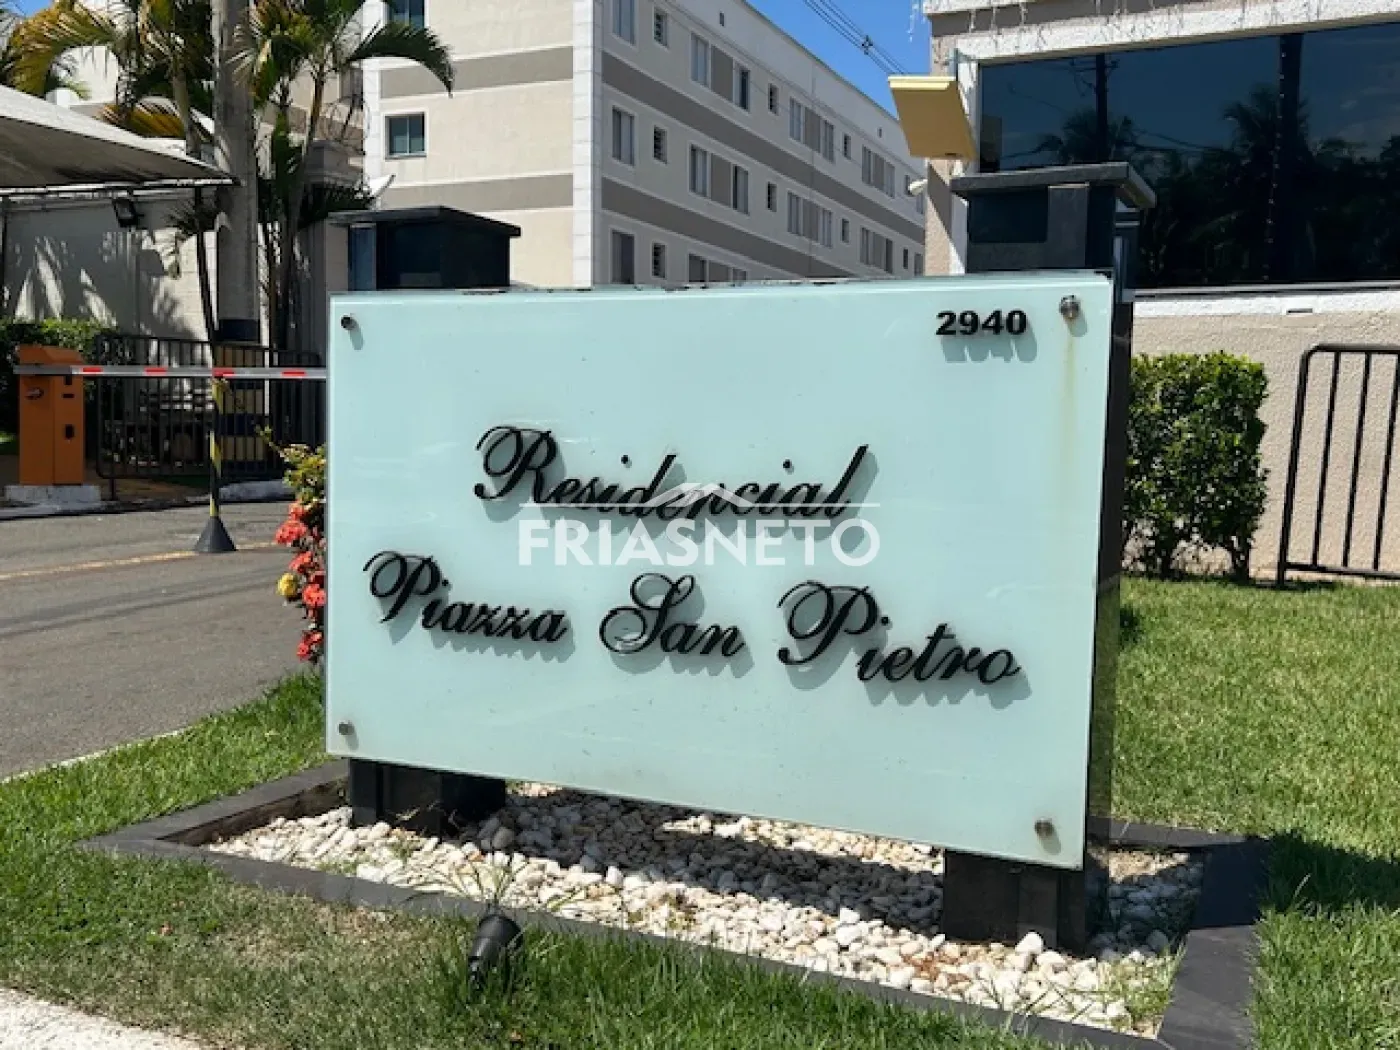 2940
Residencial
FRIASNETO
Piazza San Pietro